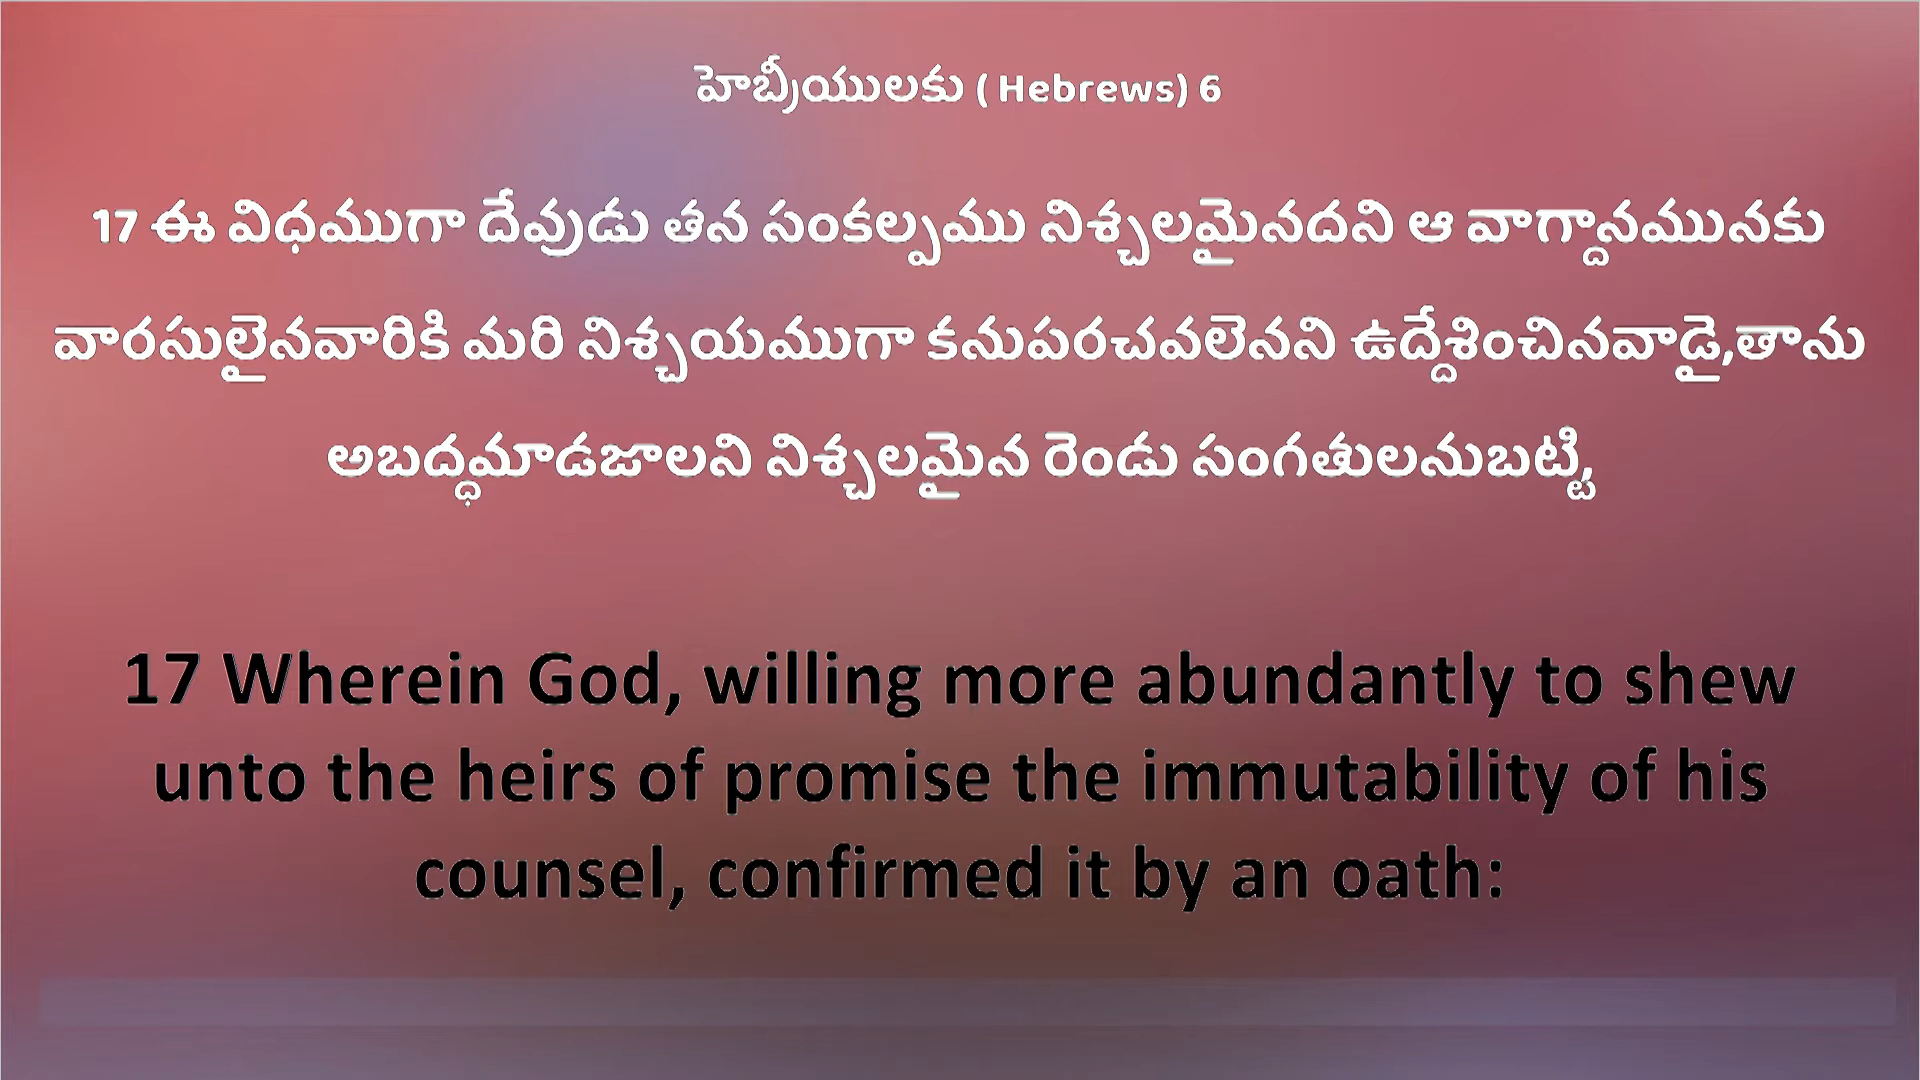 హెబ్రీయులకు ( Hebrews) 6
17 ఈ విధముగా దేవుడు తన సంకల్పము నిశ్చలమైనదని ఆ వాగ్దానమునకు
వారసులైనవారికి మరి నిశ్చయముగా కనుపరచవలెనని ఉద్దేశించినవాడై,తాను
అబద్ధమాడజాలని నిశ్చలమైన రెండు సంగతులనుబట్టి,
17 Wherein God, willing more abundantly to shew
unto the heirs of promise the immutability of his
counsel, confirmed it by an oath: